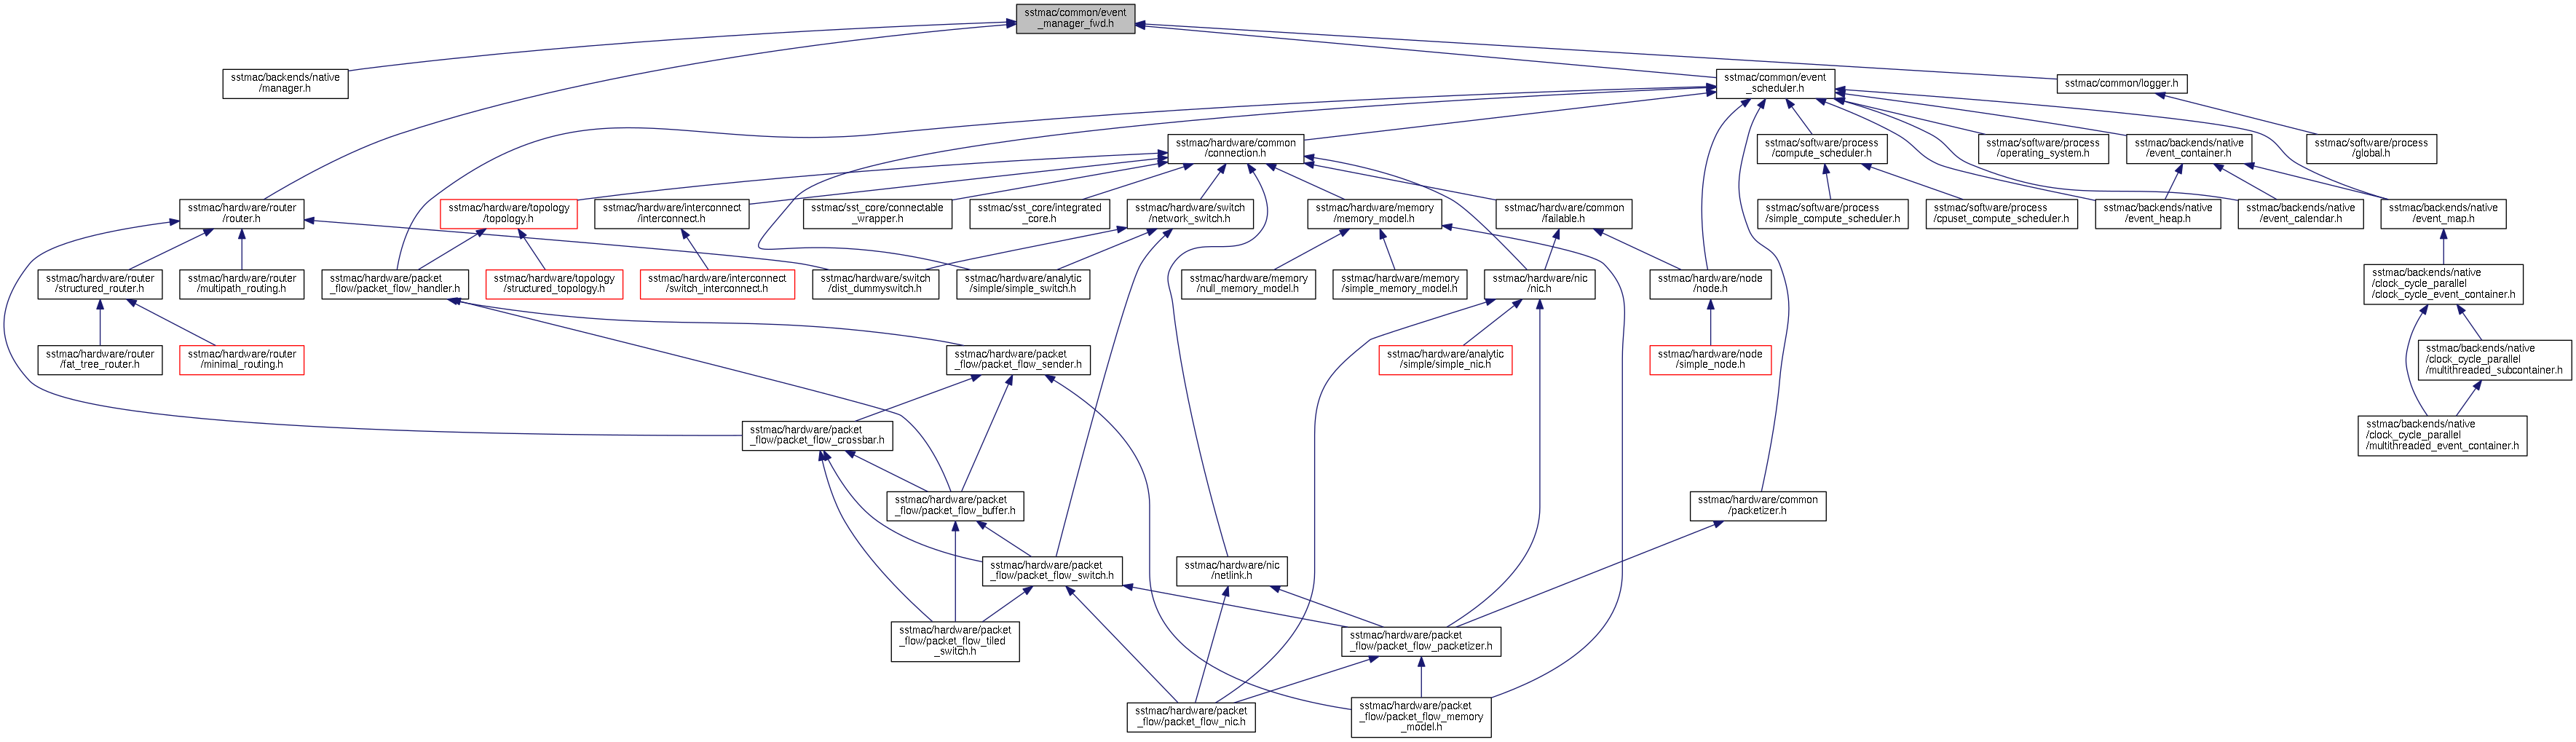 sstmac/common/event
_manager_fwd.h
sstmac/backends/native
/manager.h
sstmac/common/event
_scheduler.h
sstmac/common/logger.h
sstmac/hardware/common
/connection.h
sstmac/software/process
/compute_scheduler.h
sstmac/software/process
/operating_system.h
sstmac/backends/native
/event_container.h
sstmac/software/process
/global.h
sstmac/hardware/router
/router.h
sstmac/hardware/topology
/topology.h
sstmac/hardware/interconnect
/interconnect.h
sstmac/sst_core/connectable
_wrapper.h
sstmac/sst_core/integrated
_core.h
sstmac/hardware/switch
/network_switch.h
sstmac/hardware/memory
/memory_model.h
sstmac/hardware/common
/failable.h
sstmac/software/process
/simple_compute_scheduler.h
sstmac/software/process
/cpuset_compute_scheduler.h
sstmac/backends/native
/event_heap.h
sstmac/backends/native
/event_calendar.h
sstmac/backends/native
/event_map.h
sstmac/hardware/router
/structured_router.h
sstmac/hardware/router
/multipath_routing.h
sstmac/hardware/packet
_flow/packet_flow_handler.h
sstmac/hardware/topology
/structured_topology.h
sstmac/hardware/interconnect
/switch_interconnect.h
sstmac/hardware/switch
/dist_dummyswitch.h
sstmac/hardware/analytic
/simple/simple_switch.h
sstmac/hardware/memory
/null_memory_model.h
sstmac/hardware/memory
/simple_memory_model.h
sstmac/hardware/nic
/nic.h
sstmac/hardware/node
/node.h
sstmac/backends/native
/clock_cycle_parallel
/clock_cycle_event_container.h
sstmac/hardware/router
/fat_tree_router.h
sstmac/hardware/router
/minimal_routing.h
sstmac/hardware/packet
_flow/packet_flow_sender.h
sstmac/hardware/analytic
/simple/simple_nic.h
sstmac/hardware/node
/simple_node.h
sstmac/backends/native
/clock_cycle_parallel
/multithreaded_subcontainer.h
sstmac/hardware/packet
_flow/packet_flow_crossbar.h
sstmac/backends/native
/clock_cycle_parallel
/multithreaded_event_container.h
sstmac/hardware/packet
_flow/packet_flow_buffer.h
sstmac/hardware/common
/packetizer.h
sstmac/hardware/packet
_flow/packet_flow_switch.h
sstmac/hardware/nic
/netlink.h
sstmac/hardware/packet
_flow/packet_flow_tiled
_switch.h
sstmac/hardware/packet
_flow/packet_flow_packetizer.h
sstmac/hardware/packet
_flow/packet_flow_nic.h
sstmac/hardware/packet
_flow/packet_flow_memory
_model.h